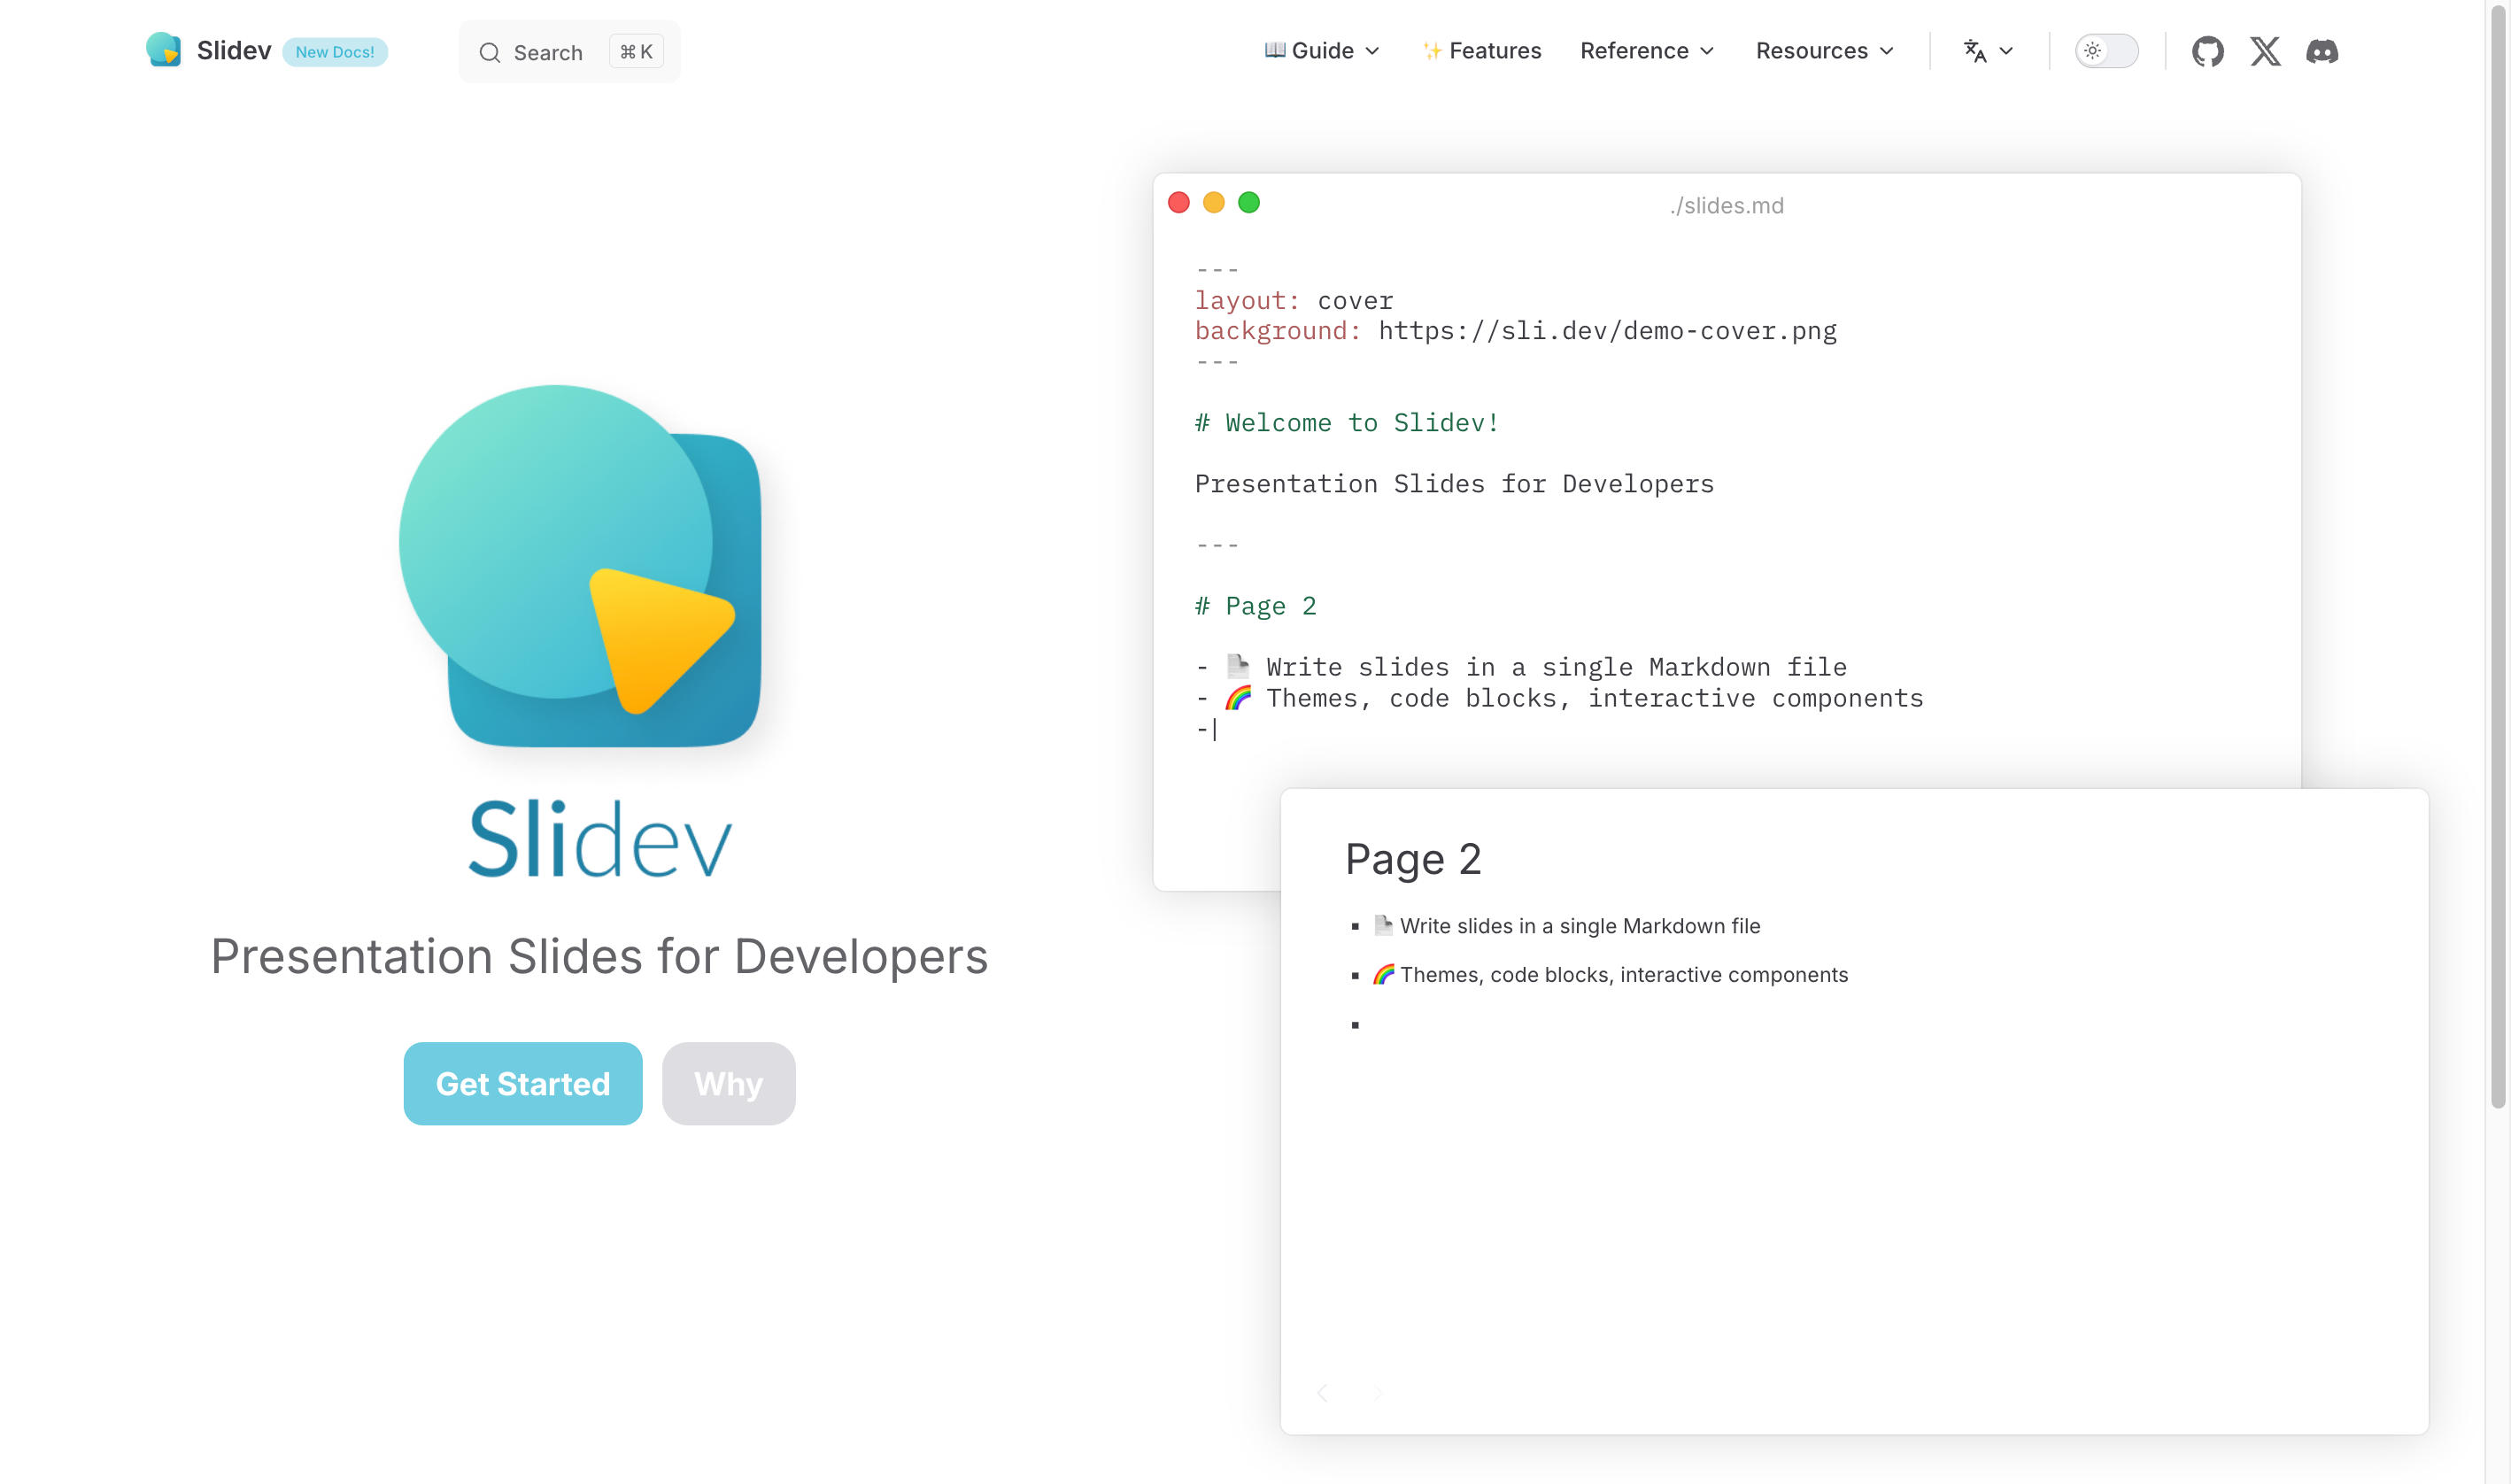 Slidev New Docs!
Search ⌘ K
📖 Guide
✨ Features
Reference
Resources
./slides.md
---
layout: cover
background: https://sli.dev/demo-cover.png
---
# Welcome to Slidev!
Presentation Slides for Developers
---
# Page 2
- 📄 Write slides in a single Markdown file
- 🌈 Themes, code blocks, interactive components
-
Slidev
Presentation Slides for Developers
Get Started
Why
Page 2
▪ 📄 Write slides in a single Markdown file
▪ 🌈 Themes, code blocks, interactive components
▪